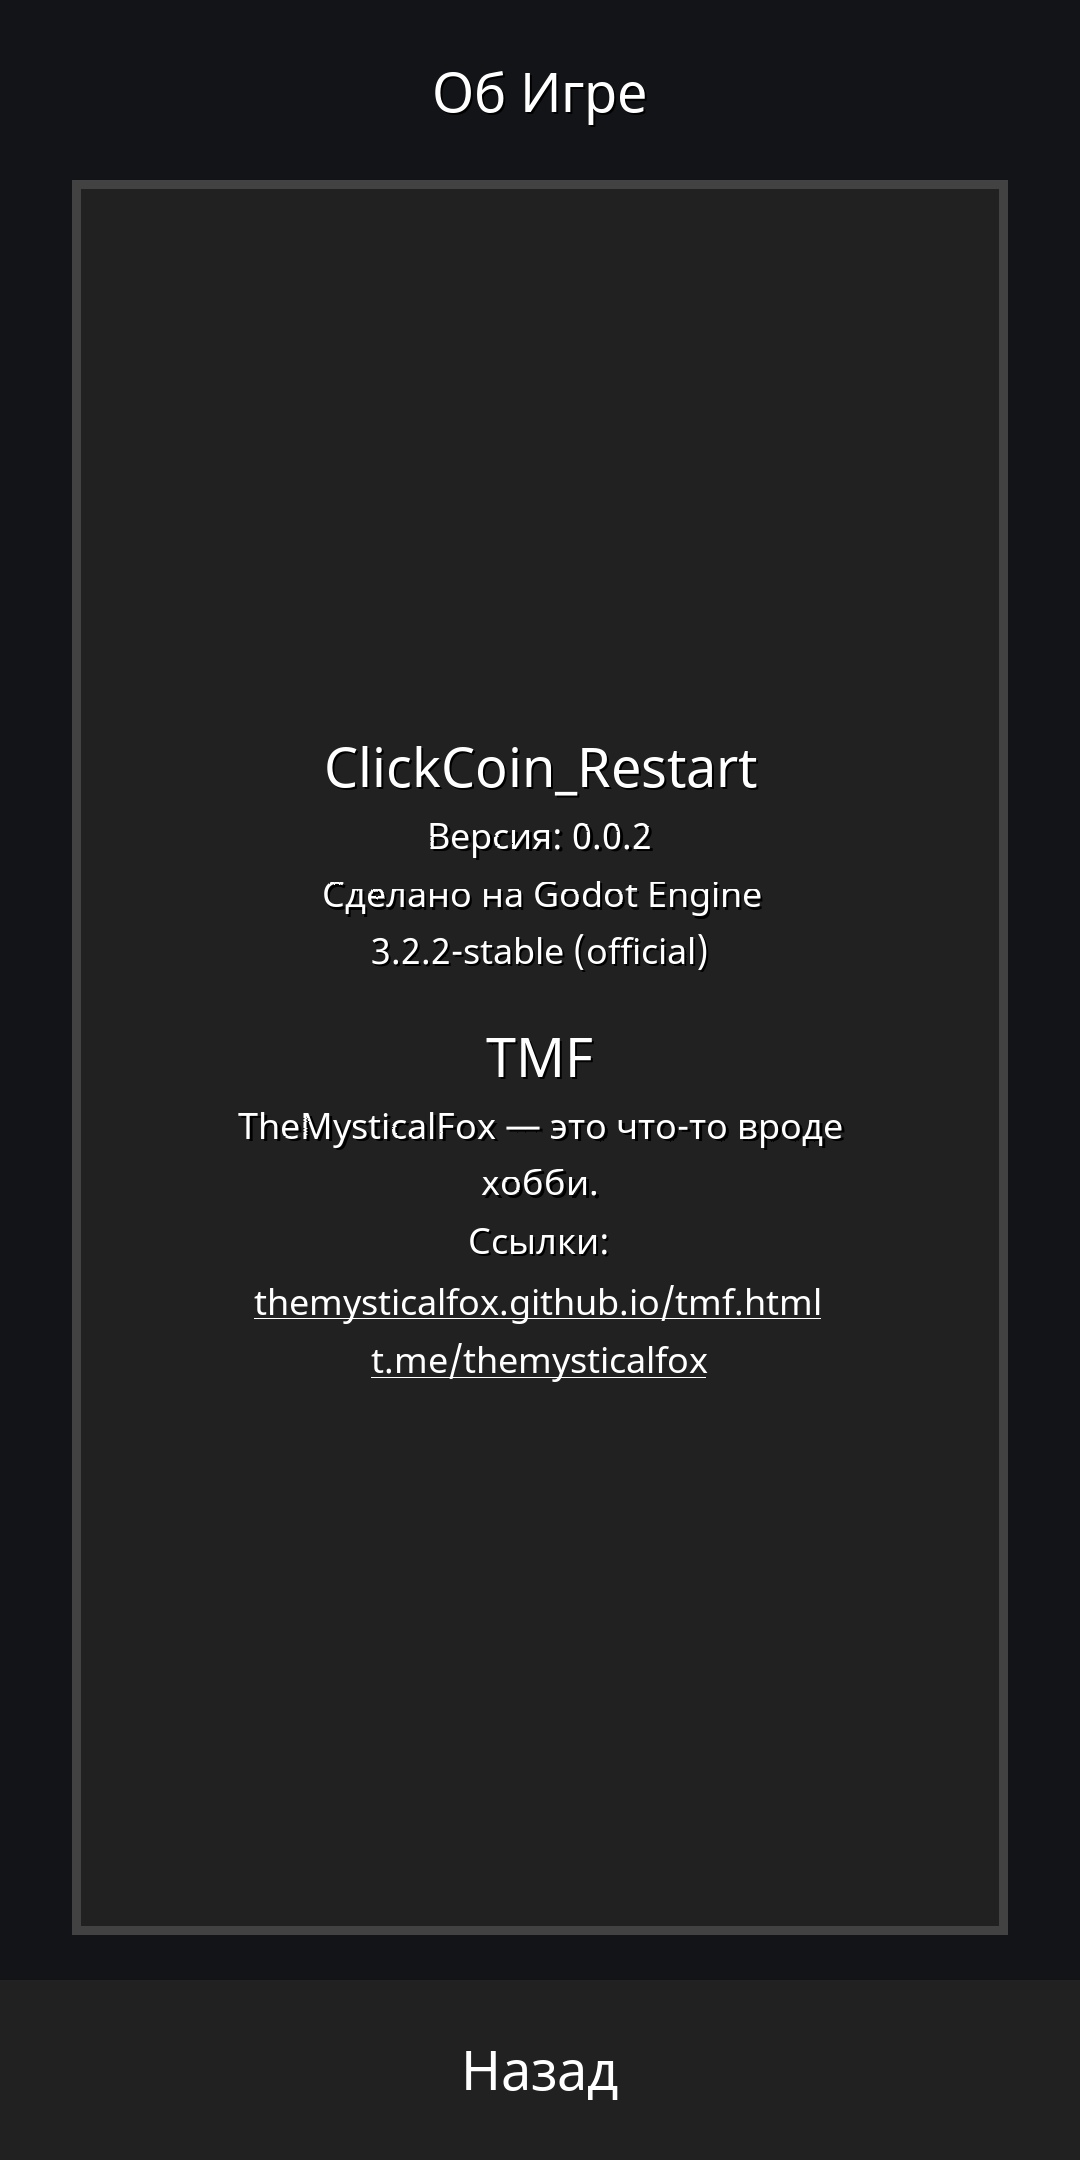 Об Игре
ClickCoin_Restart
Версия: 0.0.2
Сделано на Godot Engine
3.2.2-stable (official)
TMF
TheMysticalFox — это что-то вроде
хобби.
Ссылки:
themysticalfox.github.io/tmf.html
t.me/themysticalfox
Назад